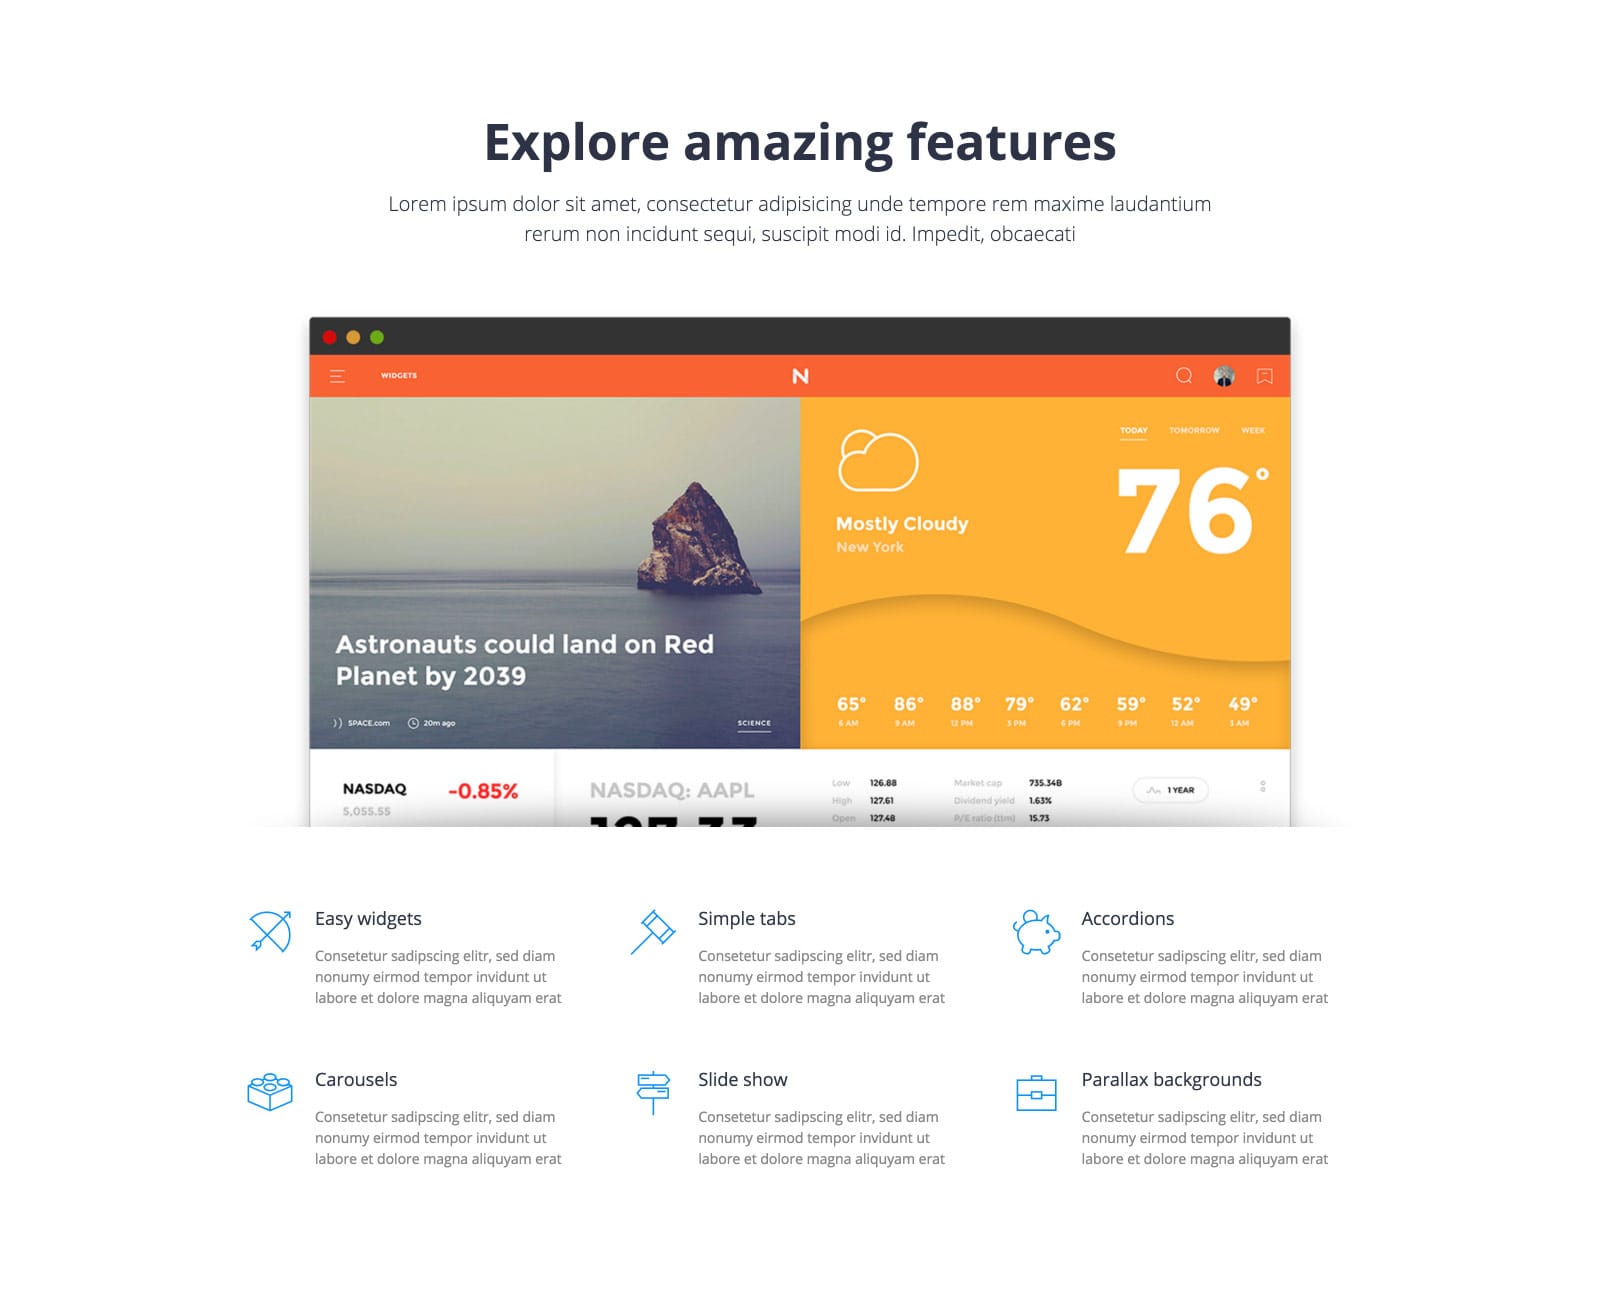 Explore amazing features
Lorem ipsum dolor sit amet, consectetur adipisicing unde tempore rem maxime laudantium
rerum non incidunt sequi, suscipit modi id. Impedit, obcaecati
WIDGETS
N
TODAY TOMORROW WEEK
76°
Mostly Cloudy
New York
Astronauts could land on Red
Planet by 2039
SPACE.com 20m ago
SCIENCE
65° 86° 88° 79° 62° 59° 52° 49°
6 AM 9 AM 12 PM 3 PM 6 PM 9 PM 12 AM 3 AM
NASDAQ -0.85%
5,055.55
NASDAQ: AAPL
Low 126.88 Market cap 735.34B
High 127.61 Dividend yield 1.63%
Open 127.48 P/E ratio (ttm) 15.73
1 YEAR
Easy widgets
Consetetur sadipscing elitr, sed diam
nonumy eirmod tempor invidunt ut
labore et dolore magna aliquyam erat
Simple tabs
Consetetur sadipscing elitr, sed diam
nonumy eirmod tempor invidunt ut
labore et dolore magna aliquyam erat
Accordions
Consetetur sadipscing elitr, sed diam
nonumy eirmod tempor invidunt ut
labore et dolore magna aliquyam erat
Carousels
Consetetur sadipscing elitr, sed diam
nonumy eirmod tempor invidunt ut
labore et dolore magna aliquyam erat
Slide show
Consetetur sadipscing elitr, sed diam
nonumy eirmod tempor invidunt ut
labore et dolore magna aliquyam erat
Parallax backgrounds
Consetetur sadipscing elitr, sed diam
nonumy eirmod tempor invidunt ut
labore et dolore magna aliquyam erat